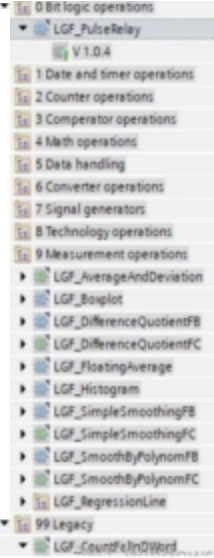 0 Bit logic operations
LGF_PulseRelay
V 1.0.4
1 Date and timer operations
2 Counter operations
3 Comperator operations
4 Math operations
5 Data handling
6 Converter operations
7 Signal generators
8 Technology operations
9 Measurement operations
LGF_AverageAndDeviation
LGF_Boxplot
LGF_DifferenceQuotientFB
LGF_DifferenceQuotientFC
LGF_FloatingAverage
LGF_Histogram
LGF_SimpleSmoothingFB
LGF_SimpleSmoothingFC
LGF_SmoothByPolynomFB
LGF_SmoothByPolynomFC
LGF_RegressionLine
99 Legacy
LGF_CountFalInDWord